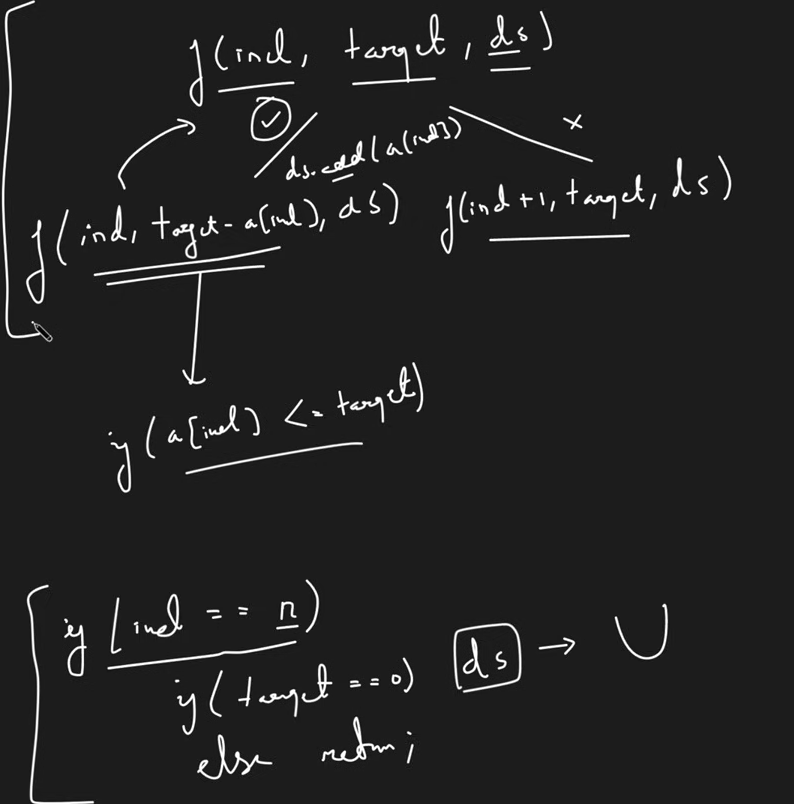 f(ind, target, ds)
ds.add(a[ind])
×
f(ind, target-a[ind], ds)
f(ind+1, target, ds)
if (a[ind] <= target)
if (ind == n)
if (target == 0) ds →
else return;